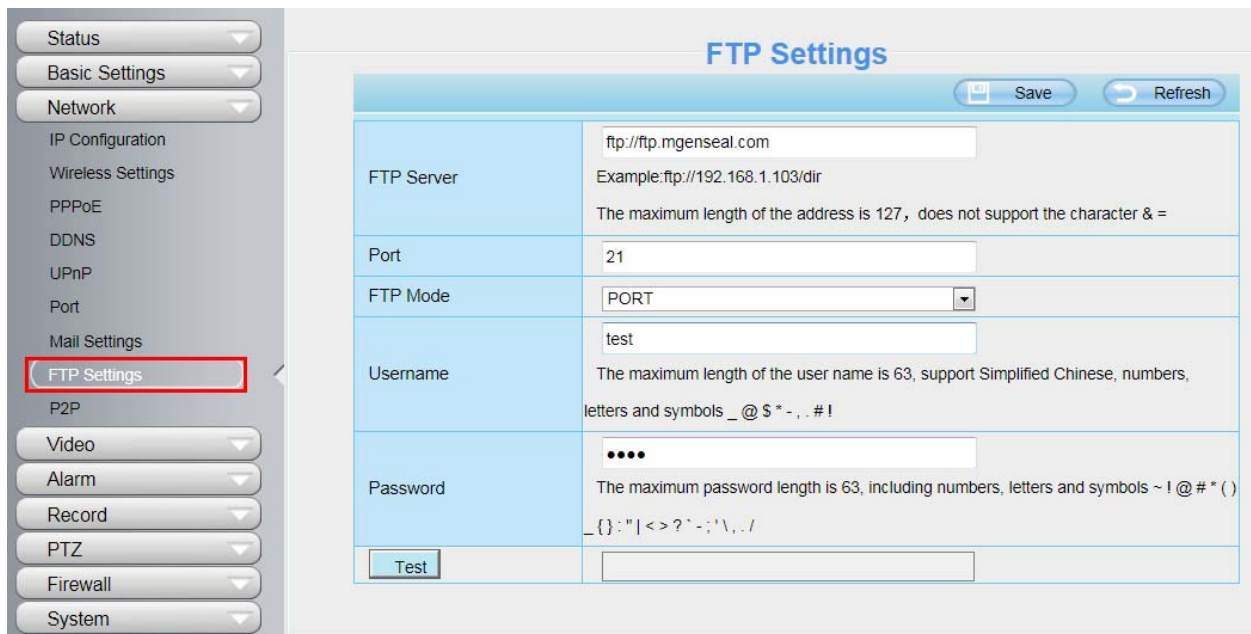 Status
Basic Settings
Network
IP Configuration
Wireless Settings
PPPoE
DDNS
UPnP
Port
Mail Settings
FTP Settings
P2P
Video
Alarm
Record
PTZ
Firewall
System
FTP Settings
Save Refresh
FTP Server
ftp://ftp.mgenseal.com
Example:ftp://192.168.1.103/dir
The maximum length of the address is 127，does not support the character & =
Port
21
FTP Mode
PORT
Username
test
The maximum length of the user name is 63, support Simplified Chinese, numbers,
letters and symbols _ @ $ * - , . # !
Password
••••
The maximum password length is 63, including numbers, letters and symbols ~ ! @ # * ( )
_ { } : " | < > ? ` - ; ' \ , . /
Test